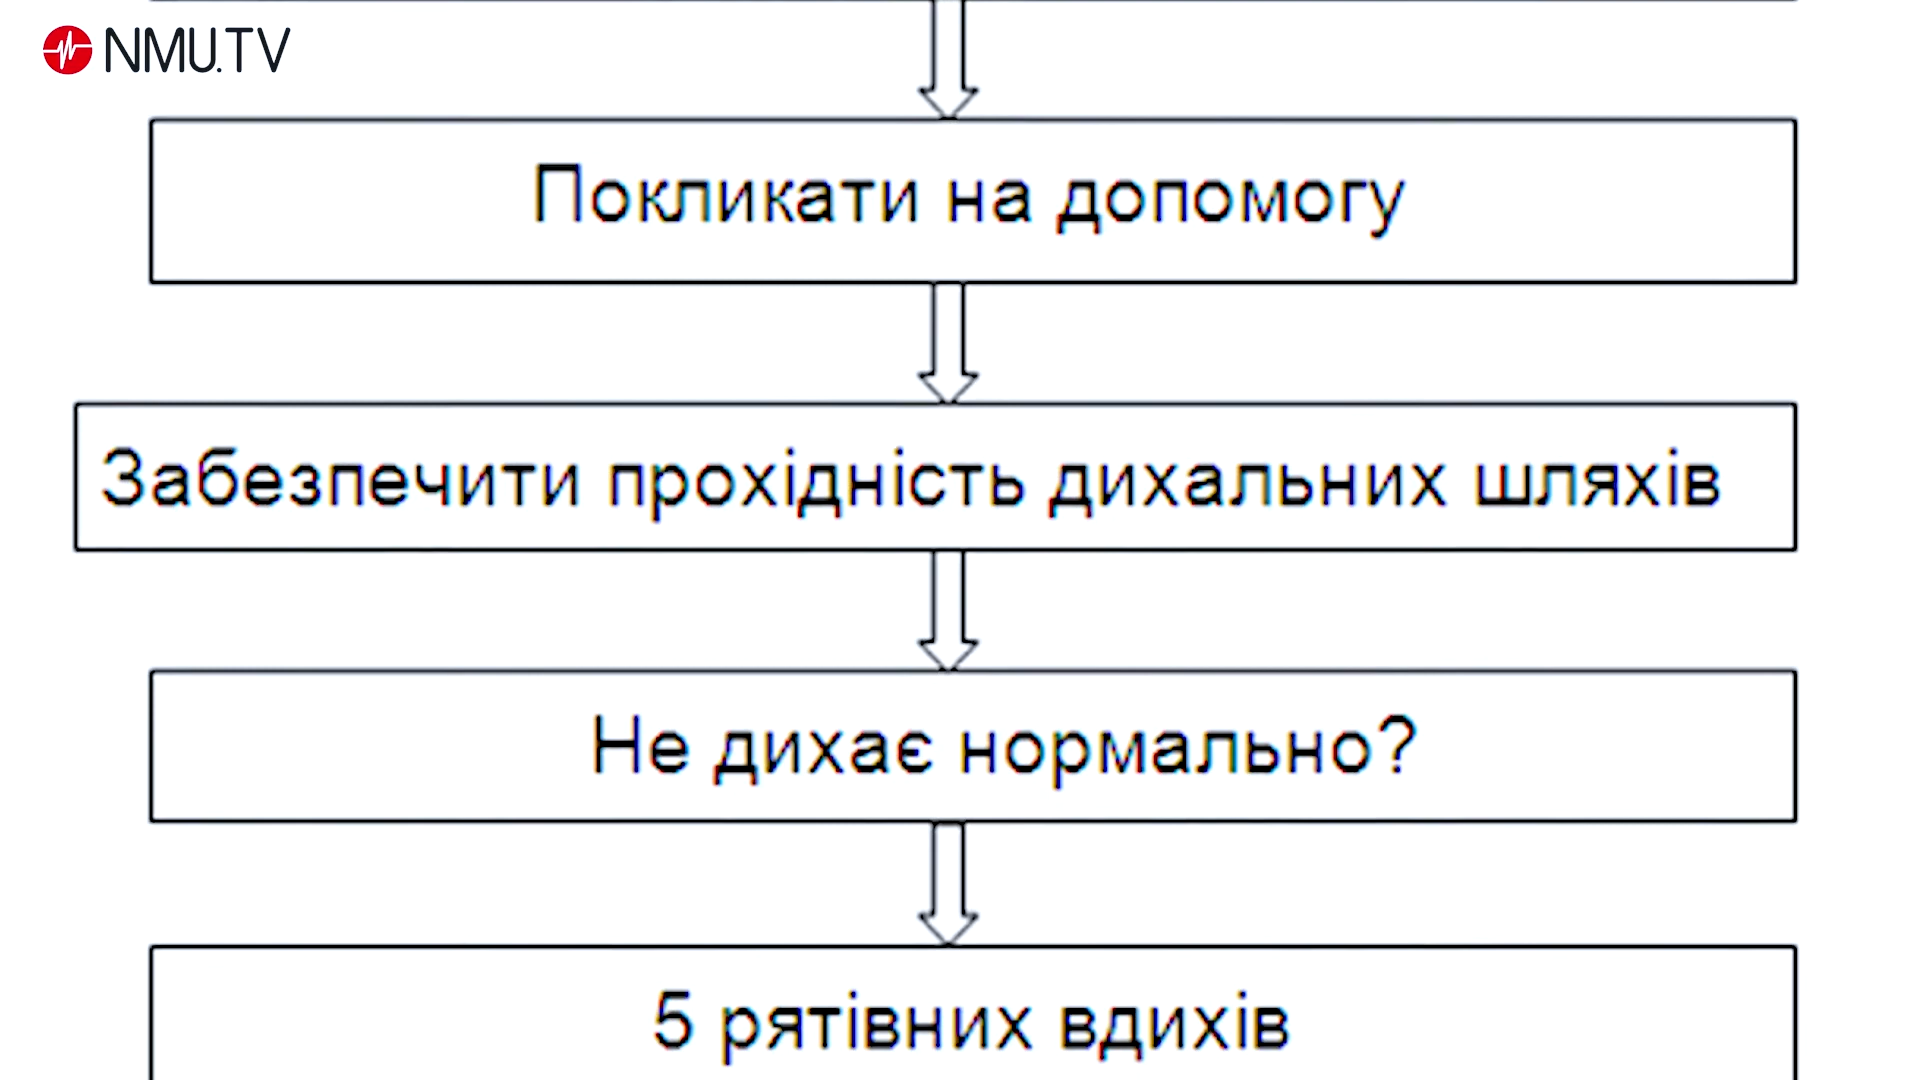 NMU.TV
Покликати на допомогу
Забезпечити прохідність дихальних шляхів
Не дихає нормально?
5 рятівних вдихів